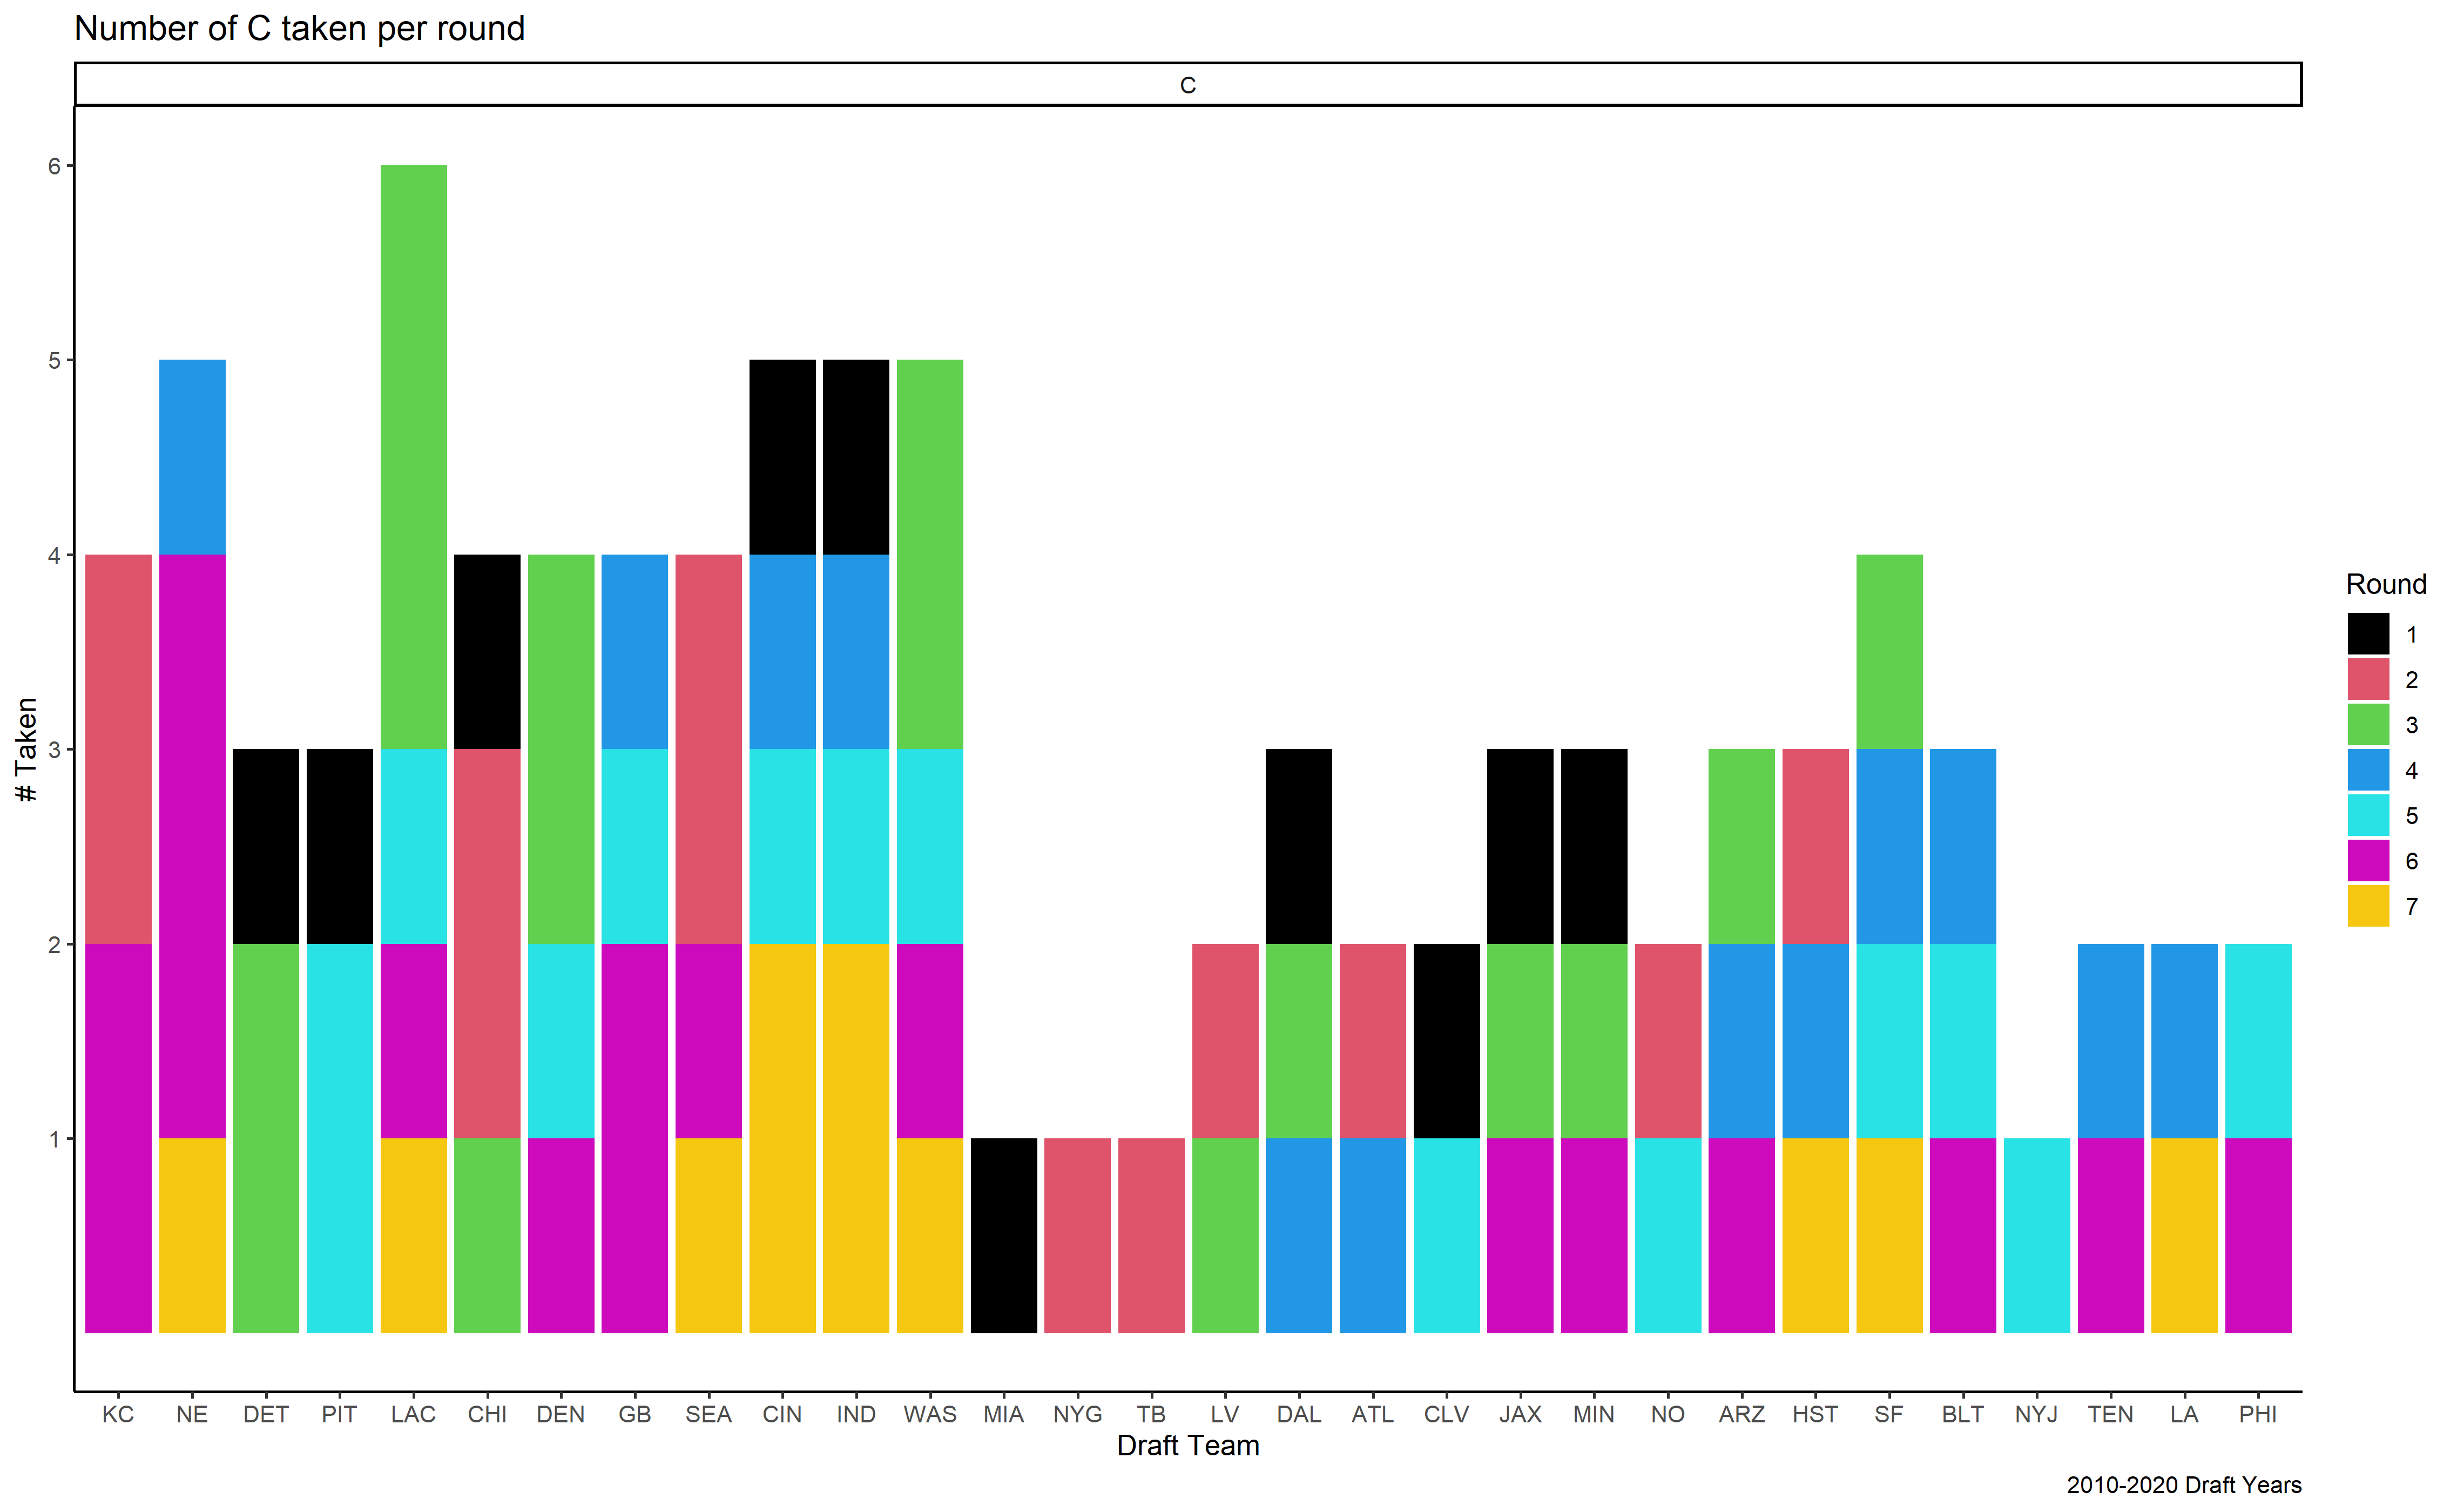 Number of C taken per round
C
6
5
4
3
2
1
# Taken
KC NE DET PIT LAC CHI DEN GB SEA CIN IND WAS MIA NYG TB LV DAL ATL CLV JAX MIN NO ARZ HST SF BLT NYJ TEN LA PHI
Draft Team
Round
1
2
3
4
5
6
7
2010-2020 Draft Years